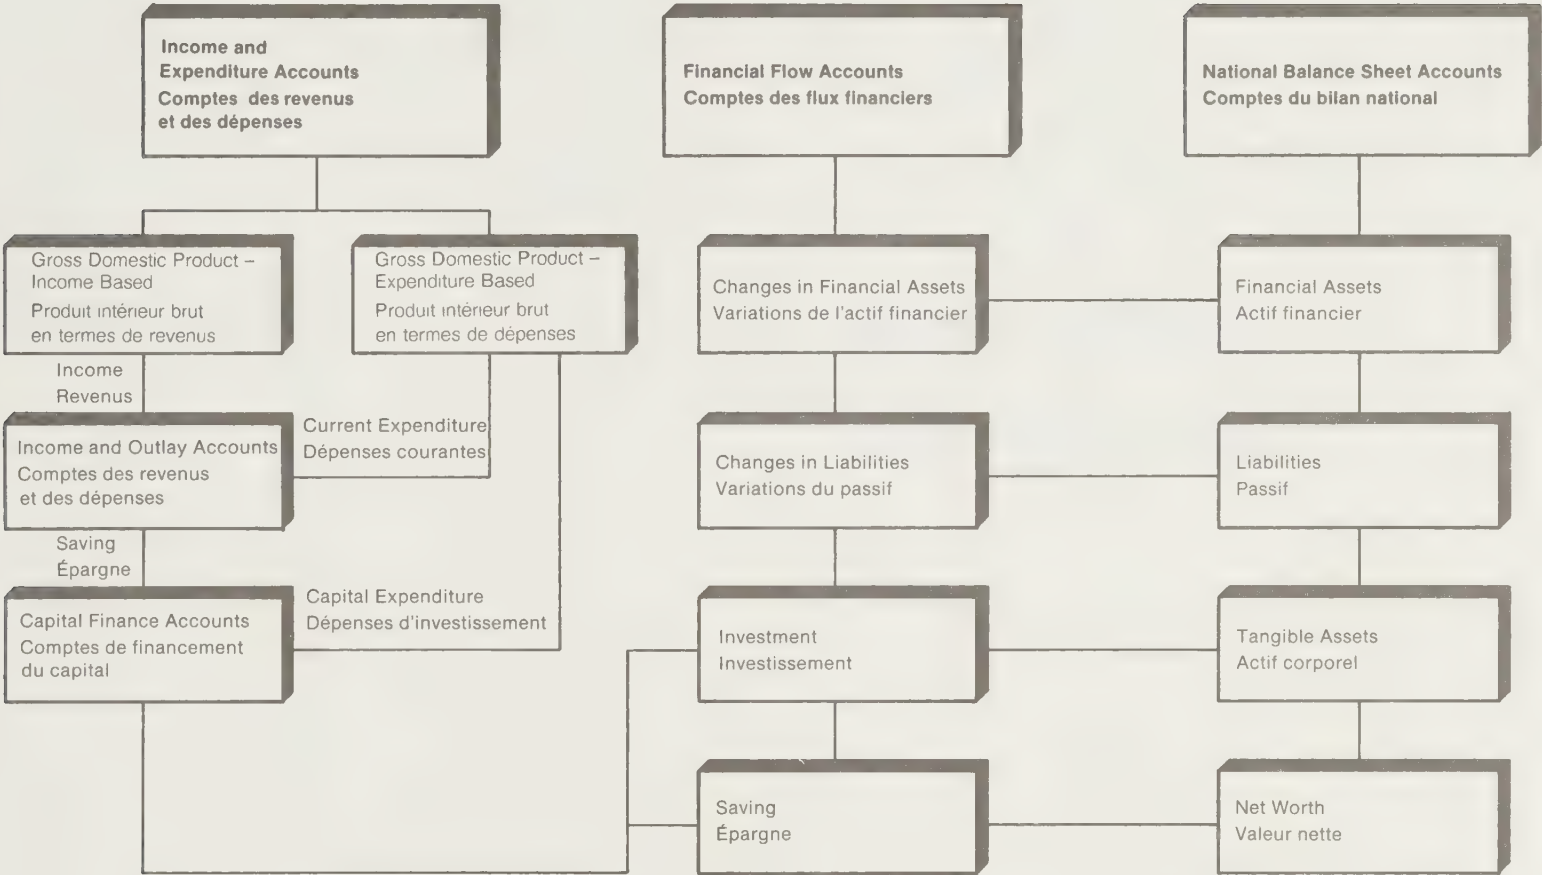 Income and
Expenditure Accounts
Comptes des revenus
et des dépenses
Financial Flow Accounts
Comptes des flux financiers
National Balance Sheet Accounts
Comptes du bilan national
Gross Domestic Product –
Income Based
Produit intérieur brut
en termes de revenus
Gross Domestic Product –
Expenditure Based
Produit intérieur brut
en termes de dépenses
Changes in Financial Assets
Variations de l'actif financier
Financial Assets
Actif financier
Income
Revenus
Income and Outlay Accounts
Comptes des revenus
et des dépenses
Current Expenditure
Dépenses courantes
Changes in Liabilities
Variations du passif
Liabilities
Passif
Saving
Épargne
Capital Finance Accounts
Comptes de financement
du capital
Capital Expenditure
Dépenses d'investissement
Investment
Investissement
Tangible Assets
Actif corporel
Saving
Épargne
Net Worth
Valeur nette